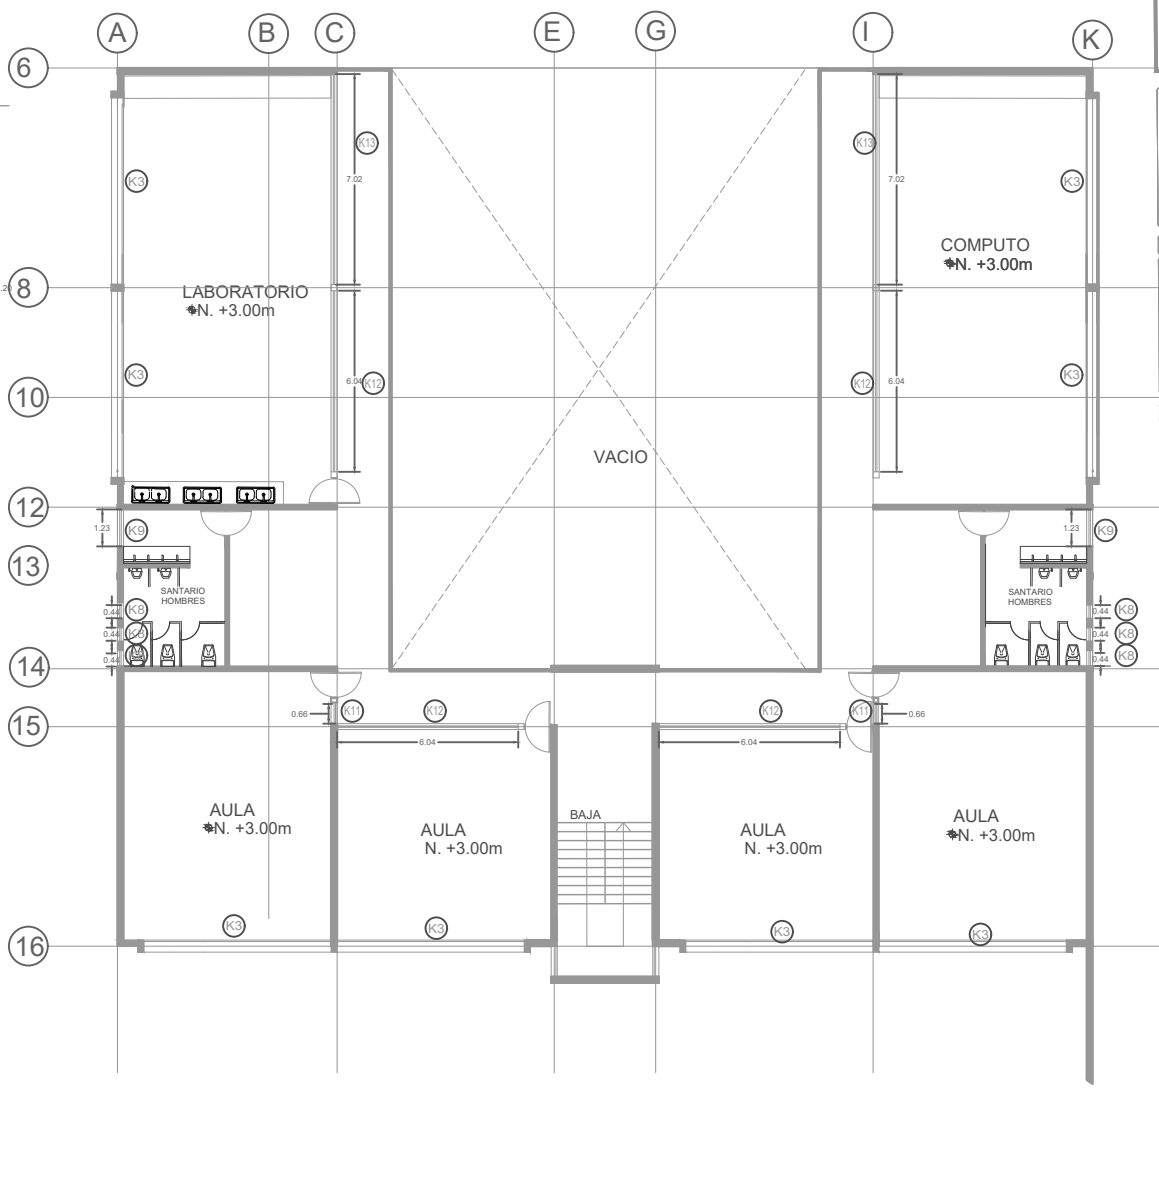 A
B
C
E
G
I
K
6
K13
K13
K3
7.02
7.02
K3
COMPUTO
N. +3.00m
.20
8
LABORATORIO
N. +3.00m
K3
6.04
K12
K12
6.04
K3
10
VACIO
12
1.23
K9
1.23
K9
13
SANTARIO
HOMBRES
SANTARIO
HOMBRES
0.44
K8
0.44
K8
0.44
K8
0.44
K8
0.44
0.44
K8
14
0.66
K11
K12
K12
K11
0.66
15
6.04
6.04
AULA
N. +3.00m
AULA
N. +3.00m
BAJA
AULA
N. +3.00m
AULA
N. +3.00m
K3
K3
K3
K3
16